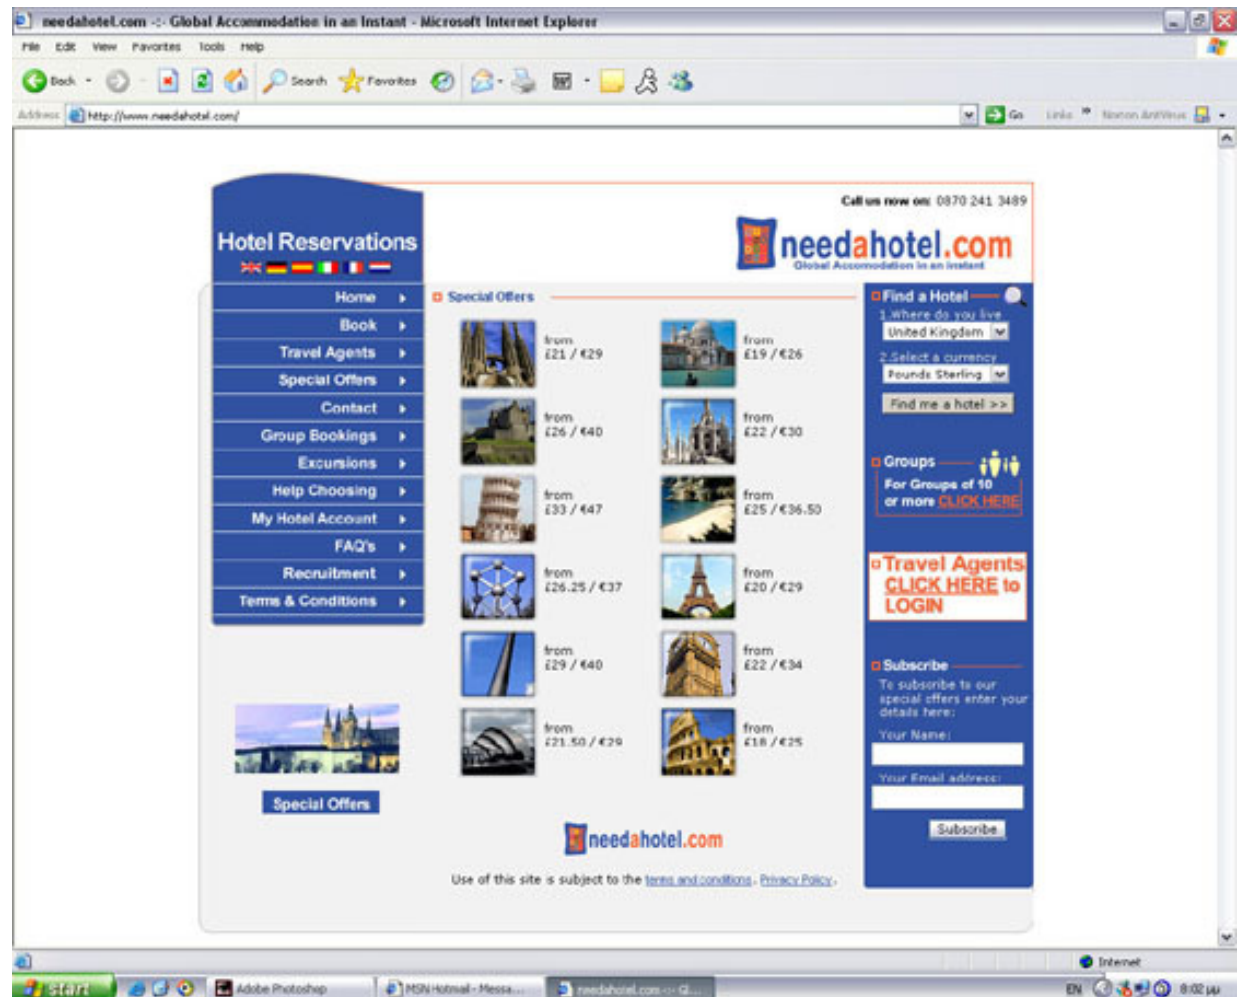 needahotel.com -:- Global Accommodation in an Instant - Microsoft Internet Explorer
File Edit View Favorites Tools Help
Back Search Favorites
Address http://www.needahotel.com/ Go Links Norton AntiVirus
Call us now on: 0870 241 3489
Hotel Reservations
needahotel.com
Global Accomodation in an instant
Home
Book
Travel Agents
Special Offers
Contact
Group Bookings
Excursions
Help Choosing
My Hotel Account
FAQ's
Recruitment
Terms & Conditions
Special Offers
Special Offers
from
£21 / €29
from
£19 / €26
from
£26 / €40
from
£22 / €30
from
£33 / €47
from
£25 / €36.50
from
£26.25 / €37
from
£20 / €29
from
£29 / €40
from
£22 / €34
from
£21.50 / €29
from
£18 / €25
needahotel.com
Use of this site is subject to the terms and conditions. Privacy Policy.
Find a Hotel
1.Where do you live
United Kingdom
2.Select a currency
Pounds Sterling
Find me a hotel >>
Groups
For Groups of 10
or more CLICK HERE
Travel Agents
CLICK HERE to
LOGIN
Subscribe
To subscribe to our
special offers enter your
details here:
Your Name:
Your Email address:
Subscribe
Internet
start Adobe Photoshop MSN Hotmail - Messa... needahotel.com -:- Gl... EN 8:02 μμ